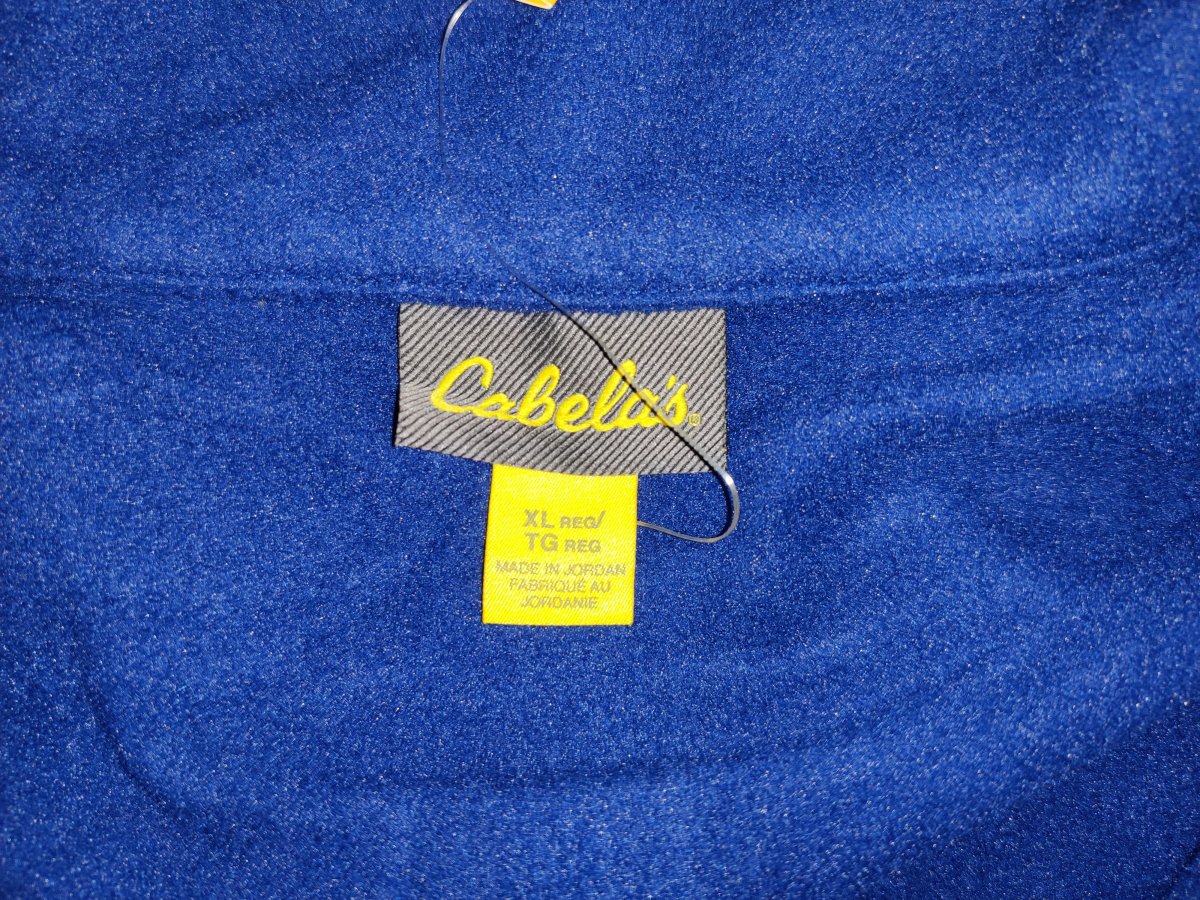 Cabela's®
XL REG/
TG REG
MADE IN JORDAN
FABRIQUÉ AU
JORDANIE